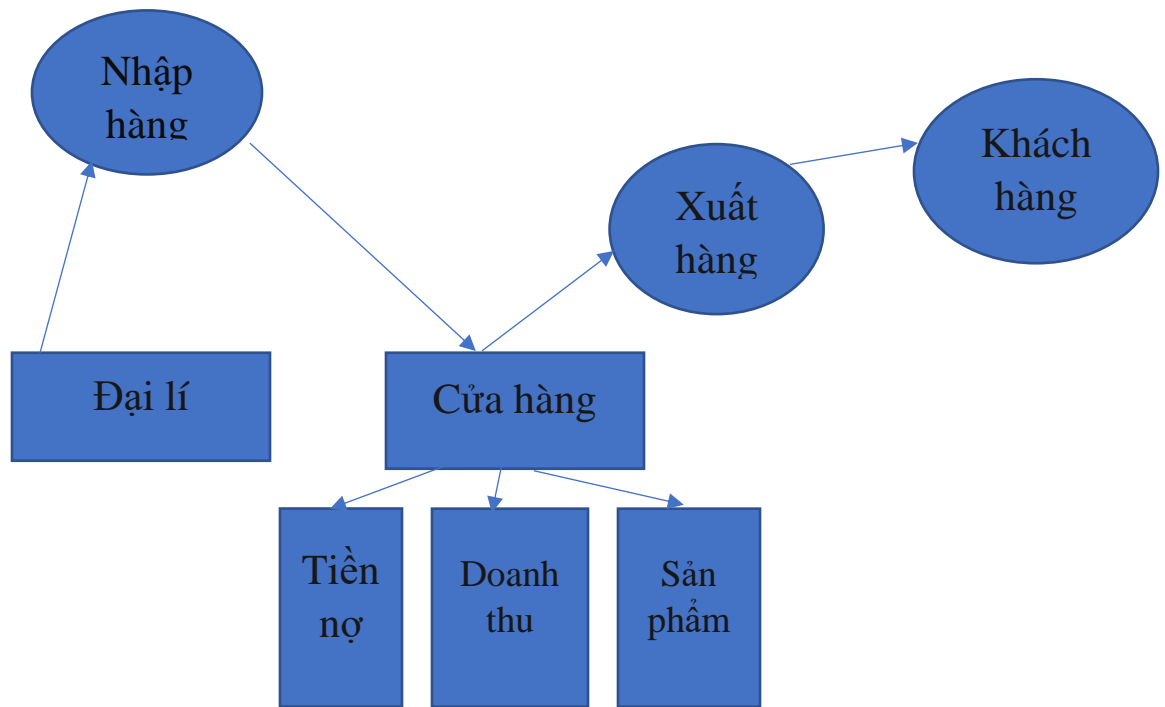 Nhập
hàng
Khách
hàng
Xuất
hàng
Đại lí
Cửa hàng
Tiền
nợ
Doanh
thu
Sản
phẩm